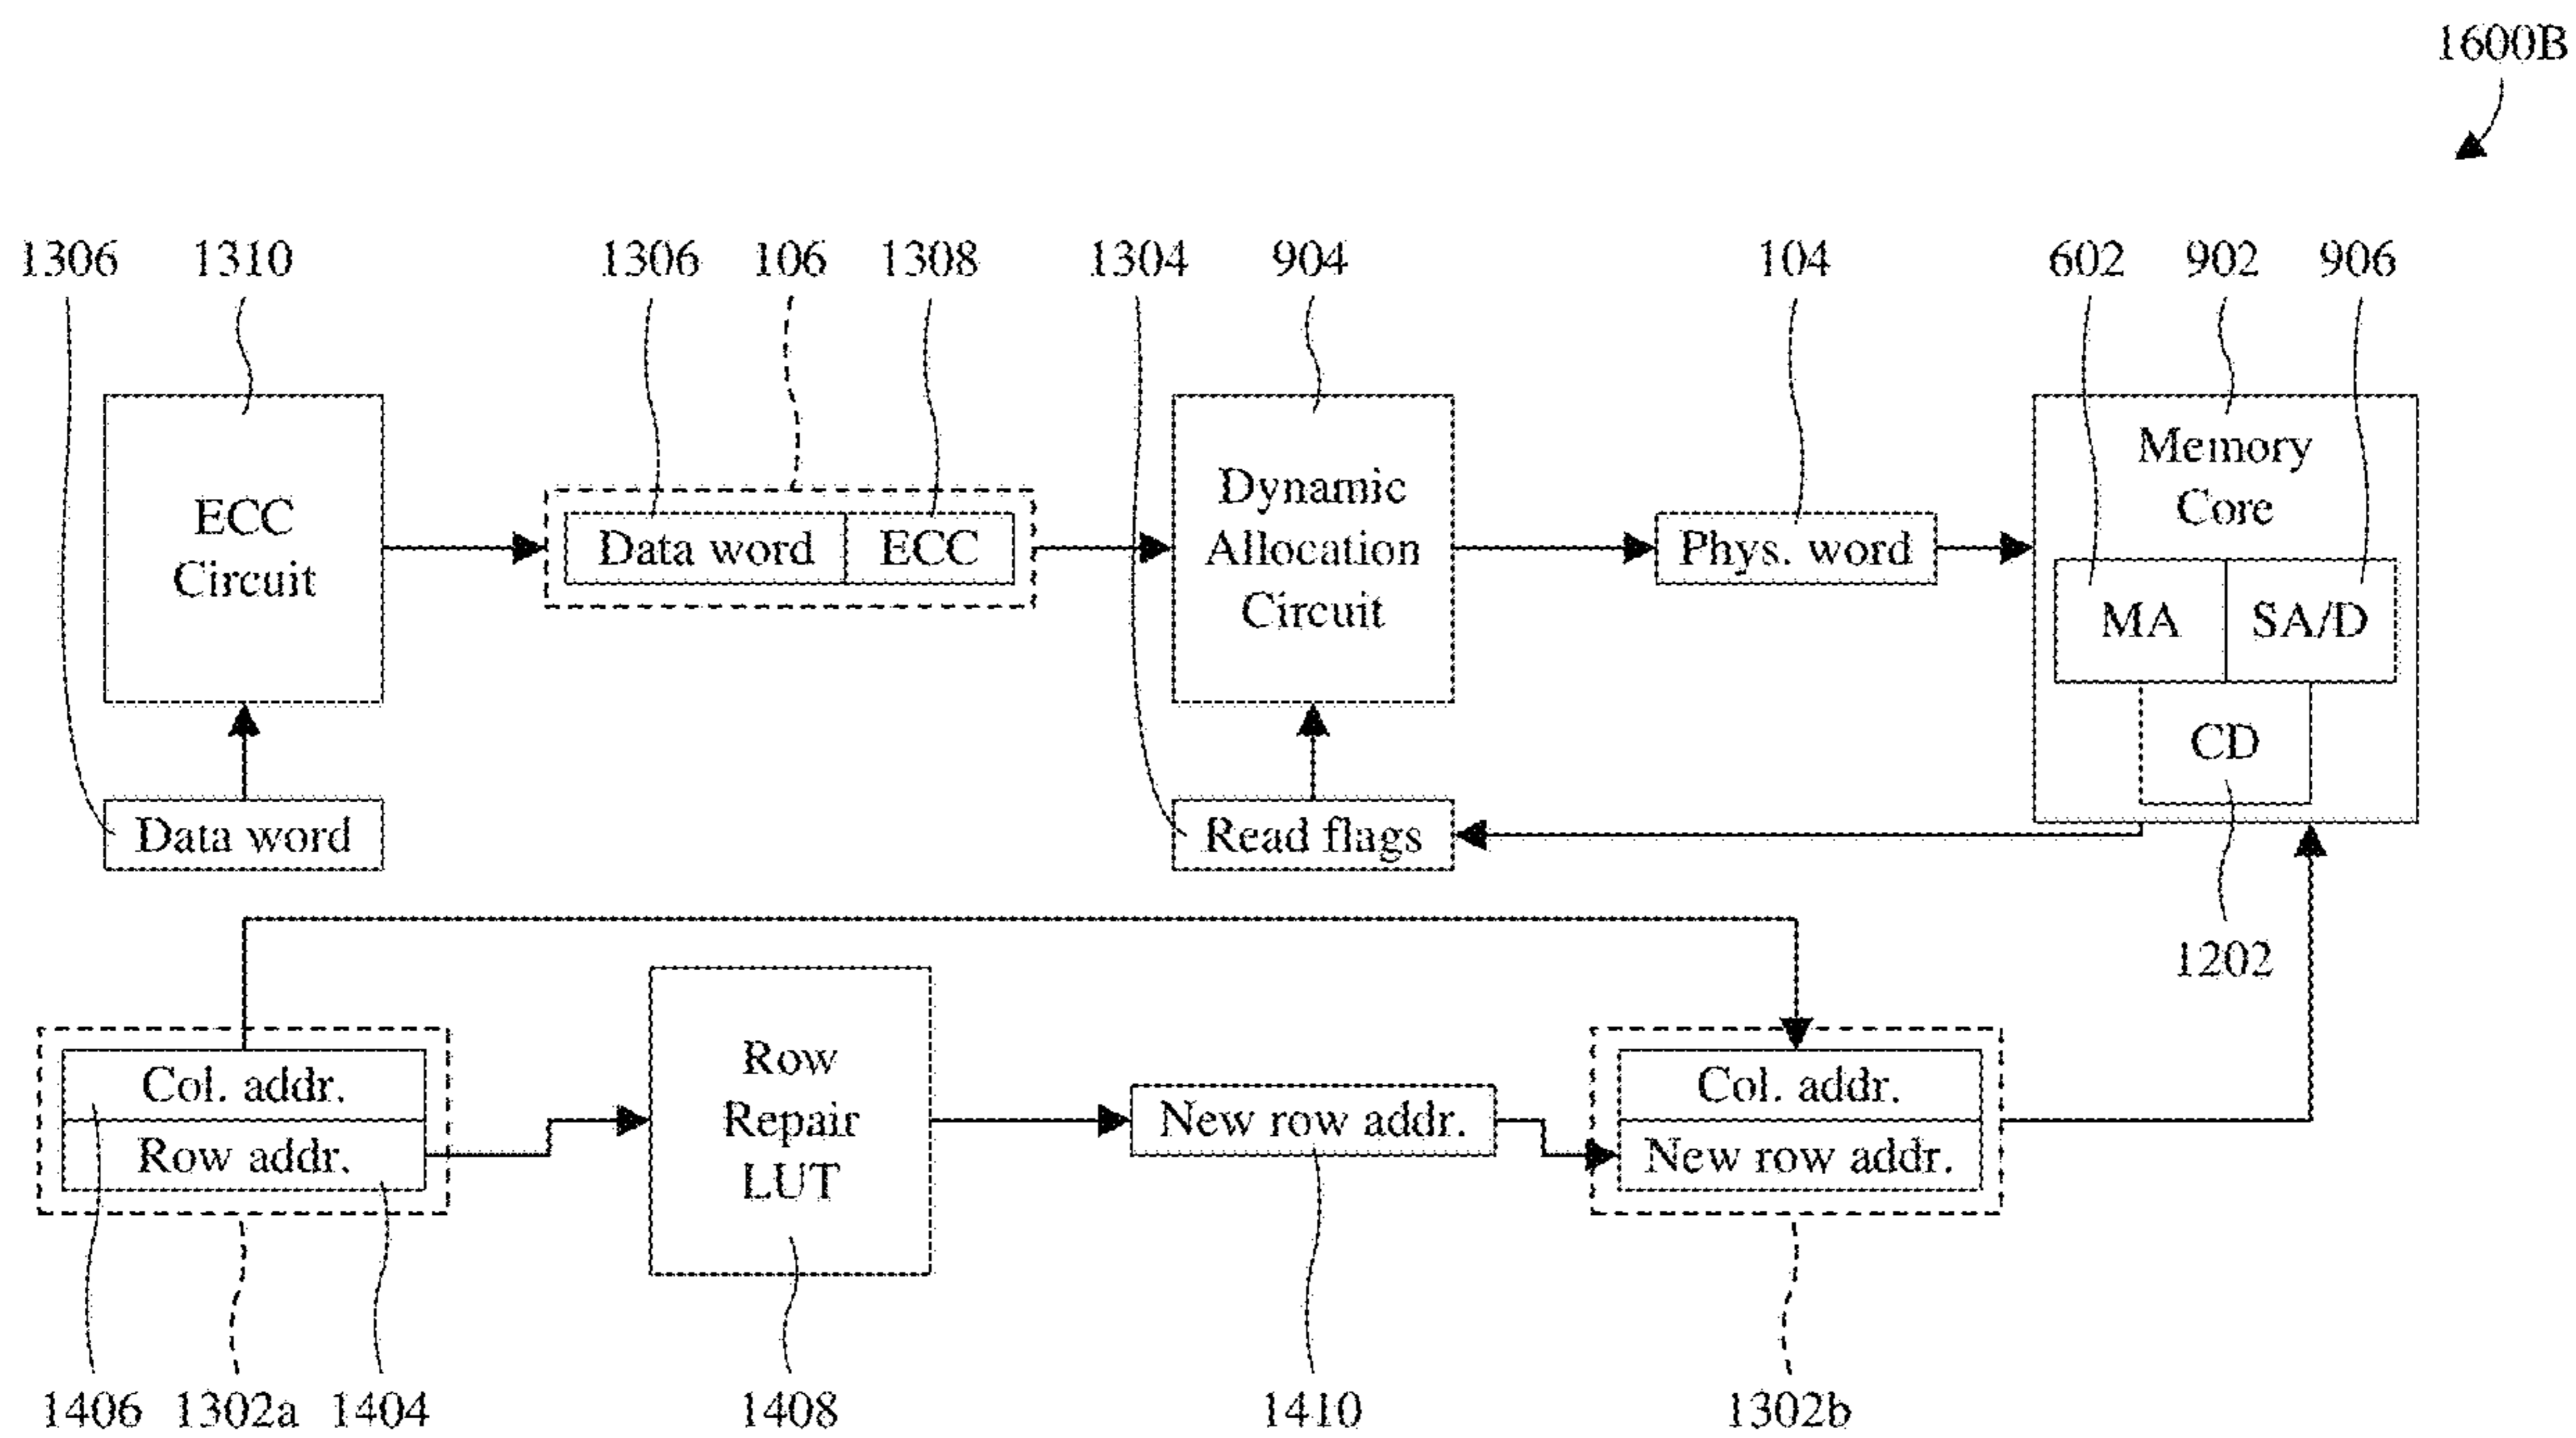 1600B
1306 1310 1306 106 1308 1304 904 104 602 902 906
ECC
Circuit
Data word ECC
Dynamic
Allocation
Circuit
Phys. word
Memory
Core
MA SA/D
CD
Data word
Read flags
1202
Col. addr.
Row addr.
Row
Repair
LUT
New row addr.
Col. addr.
New row addr.
1406 1302a 1404 1408 1410 1302b